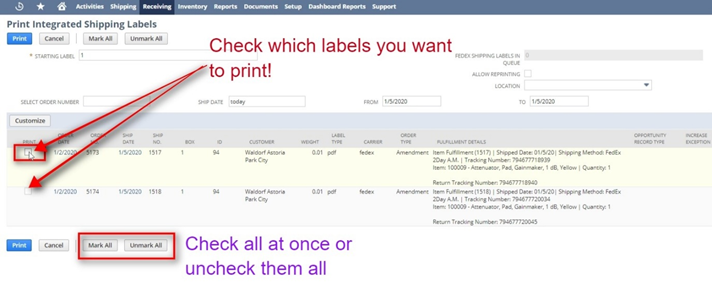 Activities Shipping Receiving Inventory Reports Documents Setup Dashboard Reports Support
Print Integrated Shipping Labels
Print Cancel Mark All Unmark All
* STARTING LABEL 1
FEDEX SHIPPING LABELS IN QUEUE 0
ALLOW REPRINTING
LOCATION
Check which labels you want
to print!
SELECT ORDER NUMBER SHIP DATE today FROM 1/5/2020 TO 1/5/2020
Customize
PRINT ORDER DATE ORDER NO. SHIP DATE SHIP NO. BOX ID CUSTOMER WEIGHT LABEL TYPE CARRIER ORDER TYPE FULFILLMENT DETAILS OPPORTUNITY RECORD TYPE INCREASE EXCEPTION
1/2/2020 5173 1/5/2020 1517 1 94 Waldorf Astoria Park City 0.01 pdf fedex Amendment Item Fulfillment (1517) | Shipped Date: 01/5/20| Shipping Method: FedEx
2Day A.M. | Tracking Number: 794677718939
Item: 100009 - Attenuator, Pad, Gainmaker, 1 dB, Yellow | Quantity: 1
Return Tracking Number: 794677718940
1/2/2020 5174 1/5/2020 1518 1 94 Waldorf Astoria Park City 0.01 pdf fedex Amendment Item Fulfillment (1518) | Shipped Date: 01/5/20| Shipping Method: FedEx
2Day A.M. | Tracking Number: 794677720034
Item: 100009 - Attenuator, Pad, Gainmaker, 1 dB, Yellow | Quantity: 1
Return Tracking Number: 794677720045
Print Cancel Mark All Unmark All
Check all at once or
uncheck them all